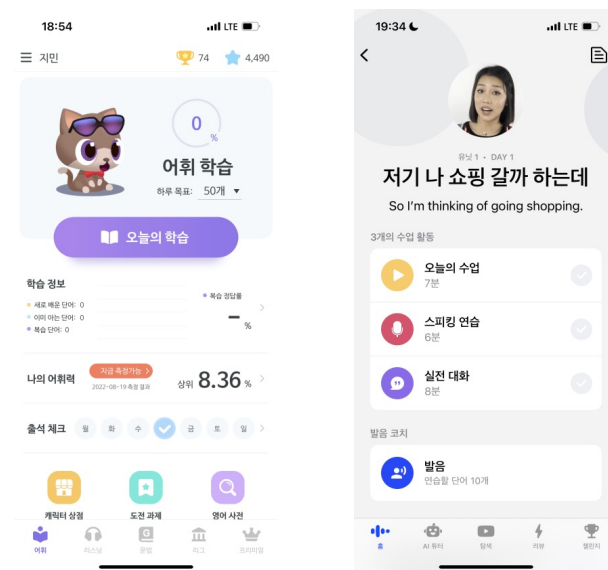 18:54
LTE
지민
74
4,490
0
%
어휘 학습
하루 목표: 50개 ▼
오늘의 학습
학습 정보
새로 배운 단어: 0
이미 아는 단어: 0
복습 단어: 0
복습 정답률
– %
나의 어휘력
지금 측정가능 >
2022-08-19 측정 결과
상위 8.36 %
출석 체크
월 화 수 금 토 일
캐릭터 상점
도전 과제
영어 사전
어휘
리스닝
문법
리그
프리미엄
19:34
LTE
유닛 1 • DAY 1
저기 나 쇼핑 갈까 하는데
So I'm thinking of going shopping.
3개의 수업 활동
오늘의 수업
7분
스피킹 연습
6분
실전 대화
8분
발음 코치
발음
연습할 단어 10개
홈
AI 튜터
탐색
리뷰
챌린지